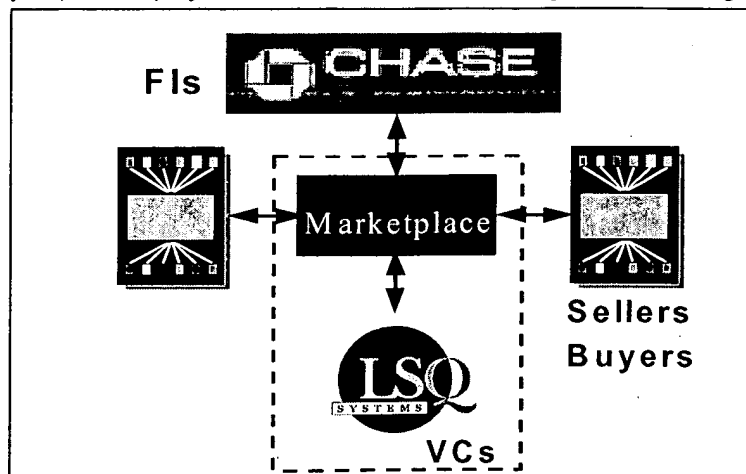 CHASE
FIs
Marketplace
Sellers
Buyers
LSQ
SYSTEMS
VCs